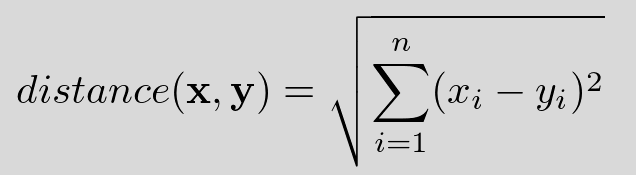 distance(x, y) = √(∑_{i=1}^{n} (x_i − y_i)²)